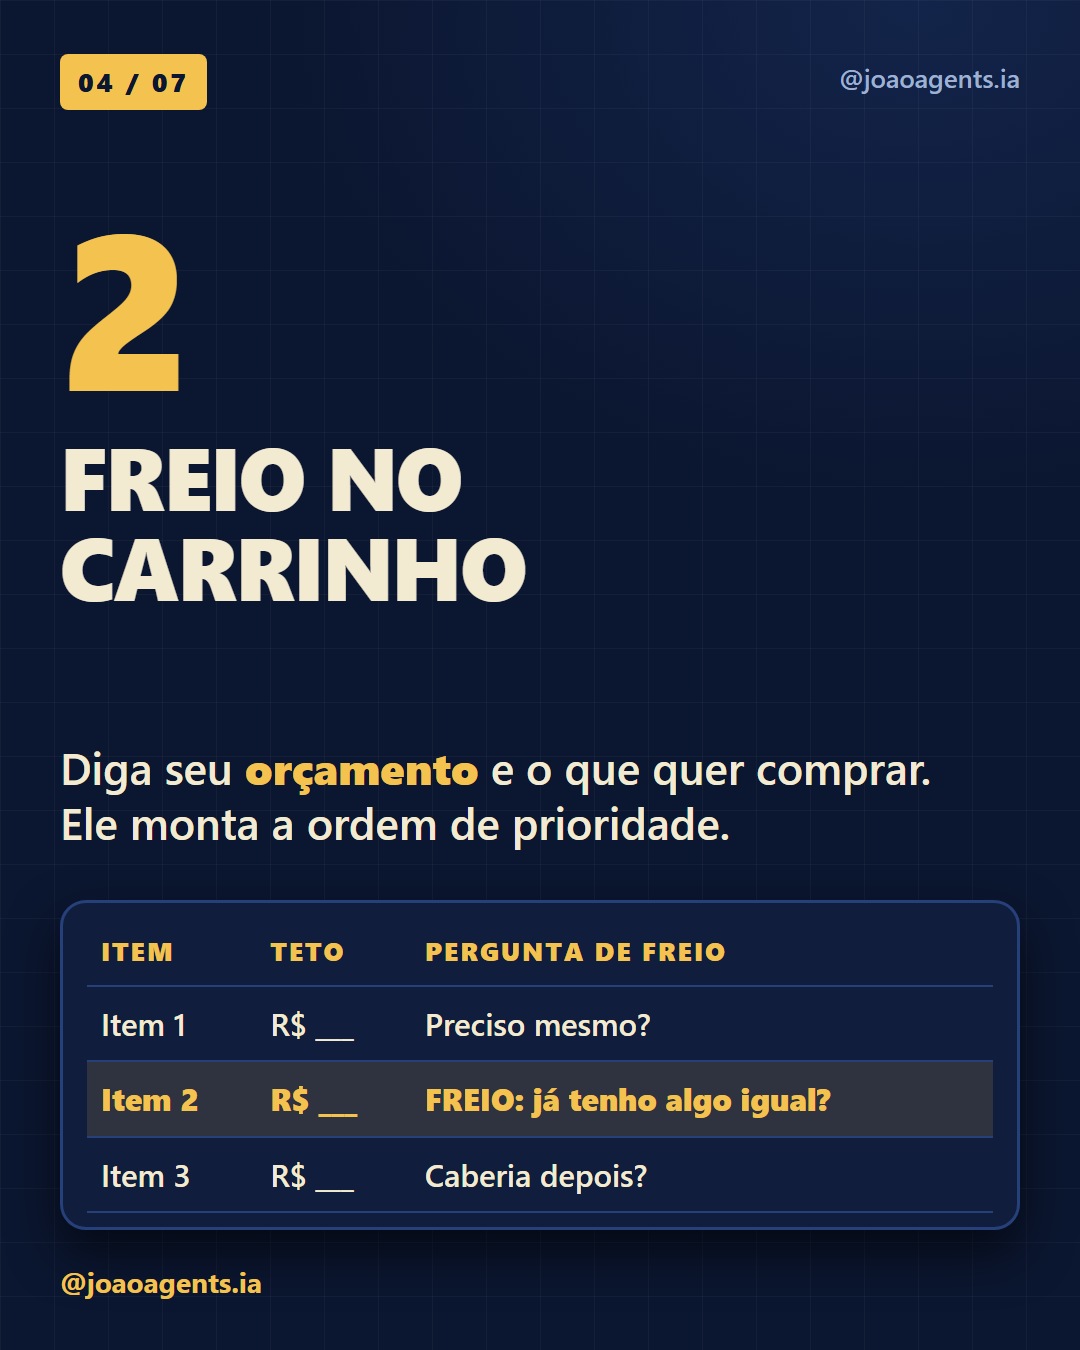 04 / 07
@joaoagents.ia
2
FREIO NO
CARRINHO
Diga seu orçamento e o que quer comprar.
Ele monta a ordem de prioridade.
ITEM TETO PERGUNTA DE FREIO
Item 1 R$ ___ Preciso mesmo?
Item 2 R$ ___ FREIO: já tenho algo igual?
Item 3 R$ ___ Caberia depois?
@joaoagents.ia